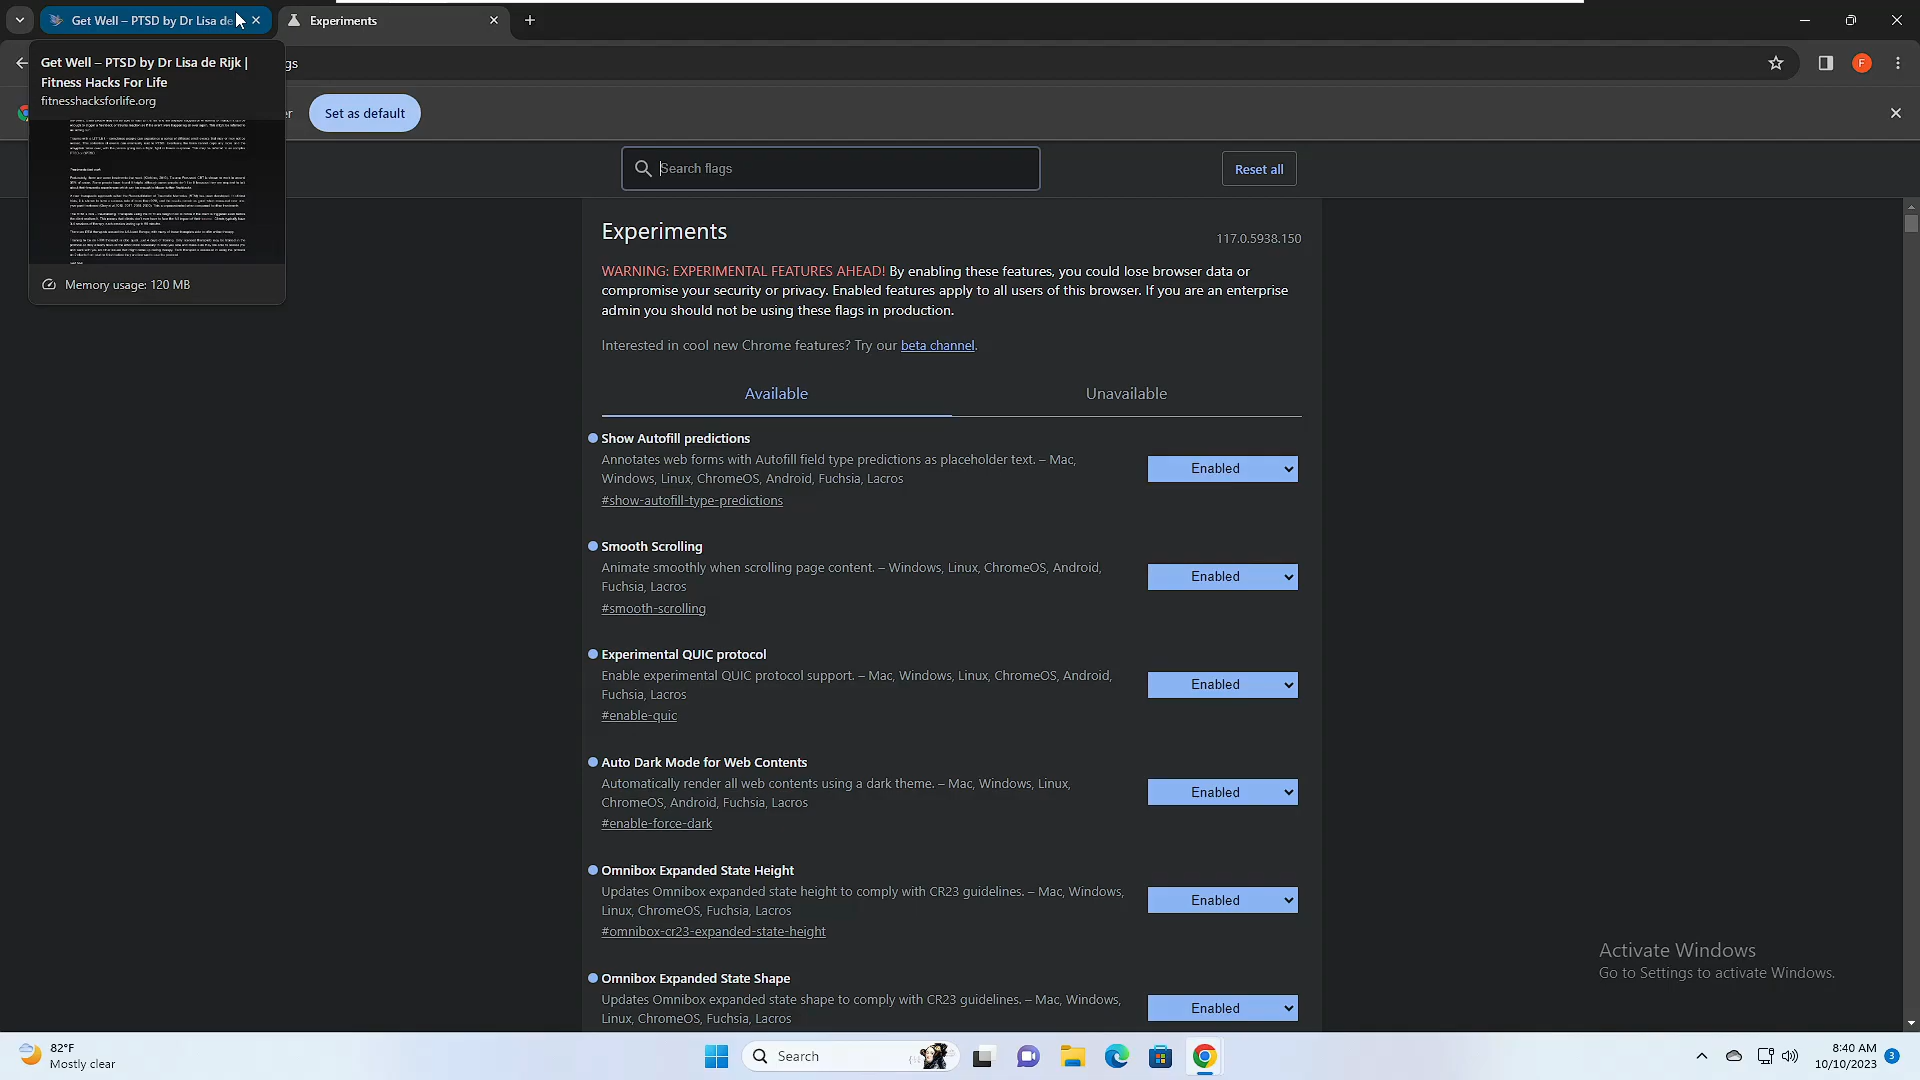 Get Well – PTSD by Dr Lisa de
Experiments
Get Well – PTSD by Dr Lisa de Rijk |
Fitness Hacks For Life
fitnesshacksforlife.org
Memory usage: 120 MB
gs
er
Set as default
Search flags
Reset all
Experiments
117.0.5938.150
WARNING: EXPERIMENTAL FEATURES AHEAD! By enabling these features, you could lose browser data or
compromise your security or privacy. Enabled features apply to all users of this browser. If you are an enterprise
admin you should not be using these flags in production.
Interested in cool new Chrome features? Try our beta channel.
Available
Unavailable
Show Autofill predictions
Annotates web forms with Autofill field type predictions as placeholder text. – Mac,
Windows, Linux, ChromeOS, Android, Fuchsia, Lacros
#show-autofill-type-predictions
Enabled
Smooth Scrolling
Animate smoothly when scrolling page content. – Windows, Linux, ChromeOS, Android,
Fuchsia, Lacros
#smooth-scrolling
Enabled
Experimental QUIC protocol
Enable experimental QUIC protocol support. – Mac, Windows, Linux, ChromeOS, Android,
Fuchsia, Lacros
#enable-quic
Enabled
Auto Dark Mode for Web Contents
Automatically render all web contents using a dark theme. – Mac, Windows, Linux,
ChromeOS, Android, Fuchsia, Lacros
#enable-force-dark
Enabled
Omnibox Expanded State Height
Updates Omnibox expanded state height to comply with CR23 guidelines. – Mac, Windows,
Linux, ChromeOS, Fuchsia, Lacros
#omnibox-cr23-expanded-state-height
Enabled
Omnibox Expanded State Shape
Updates Omnibox expanded state shape to comply with CR23 guidelines. – Mac, Windows,
Linux, ChromeOS, Fuchsia, Lacros
Enabled
Activate Windows
Go to Settings to activate Windows.
F
82°F
Mostly clear
Search
8:40 AM
10/10/2023
3